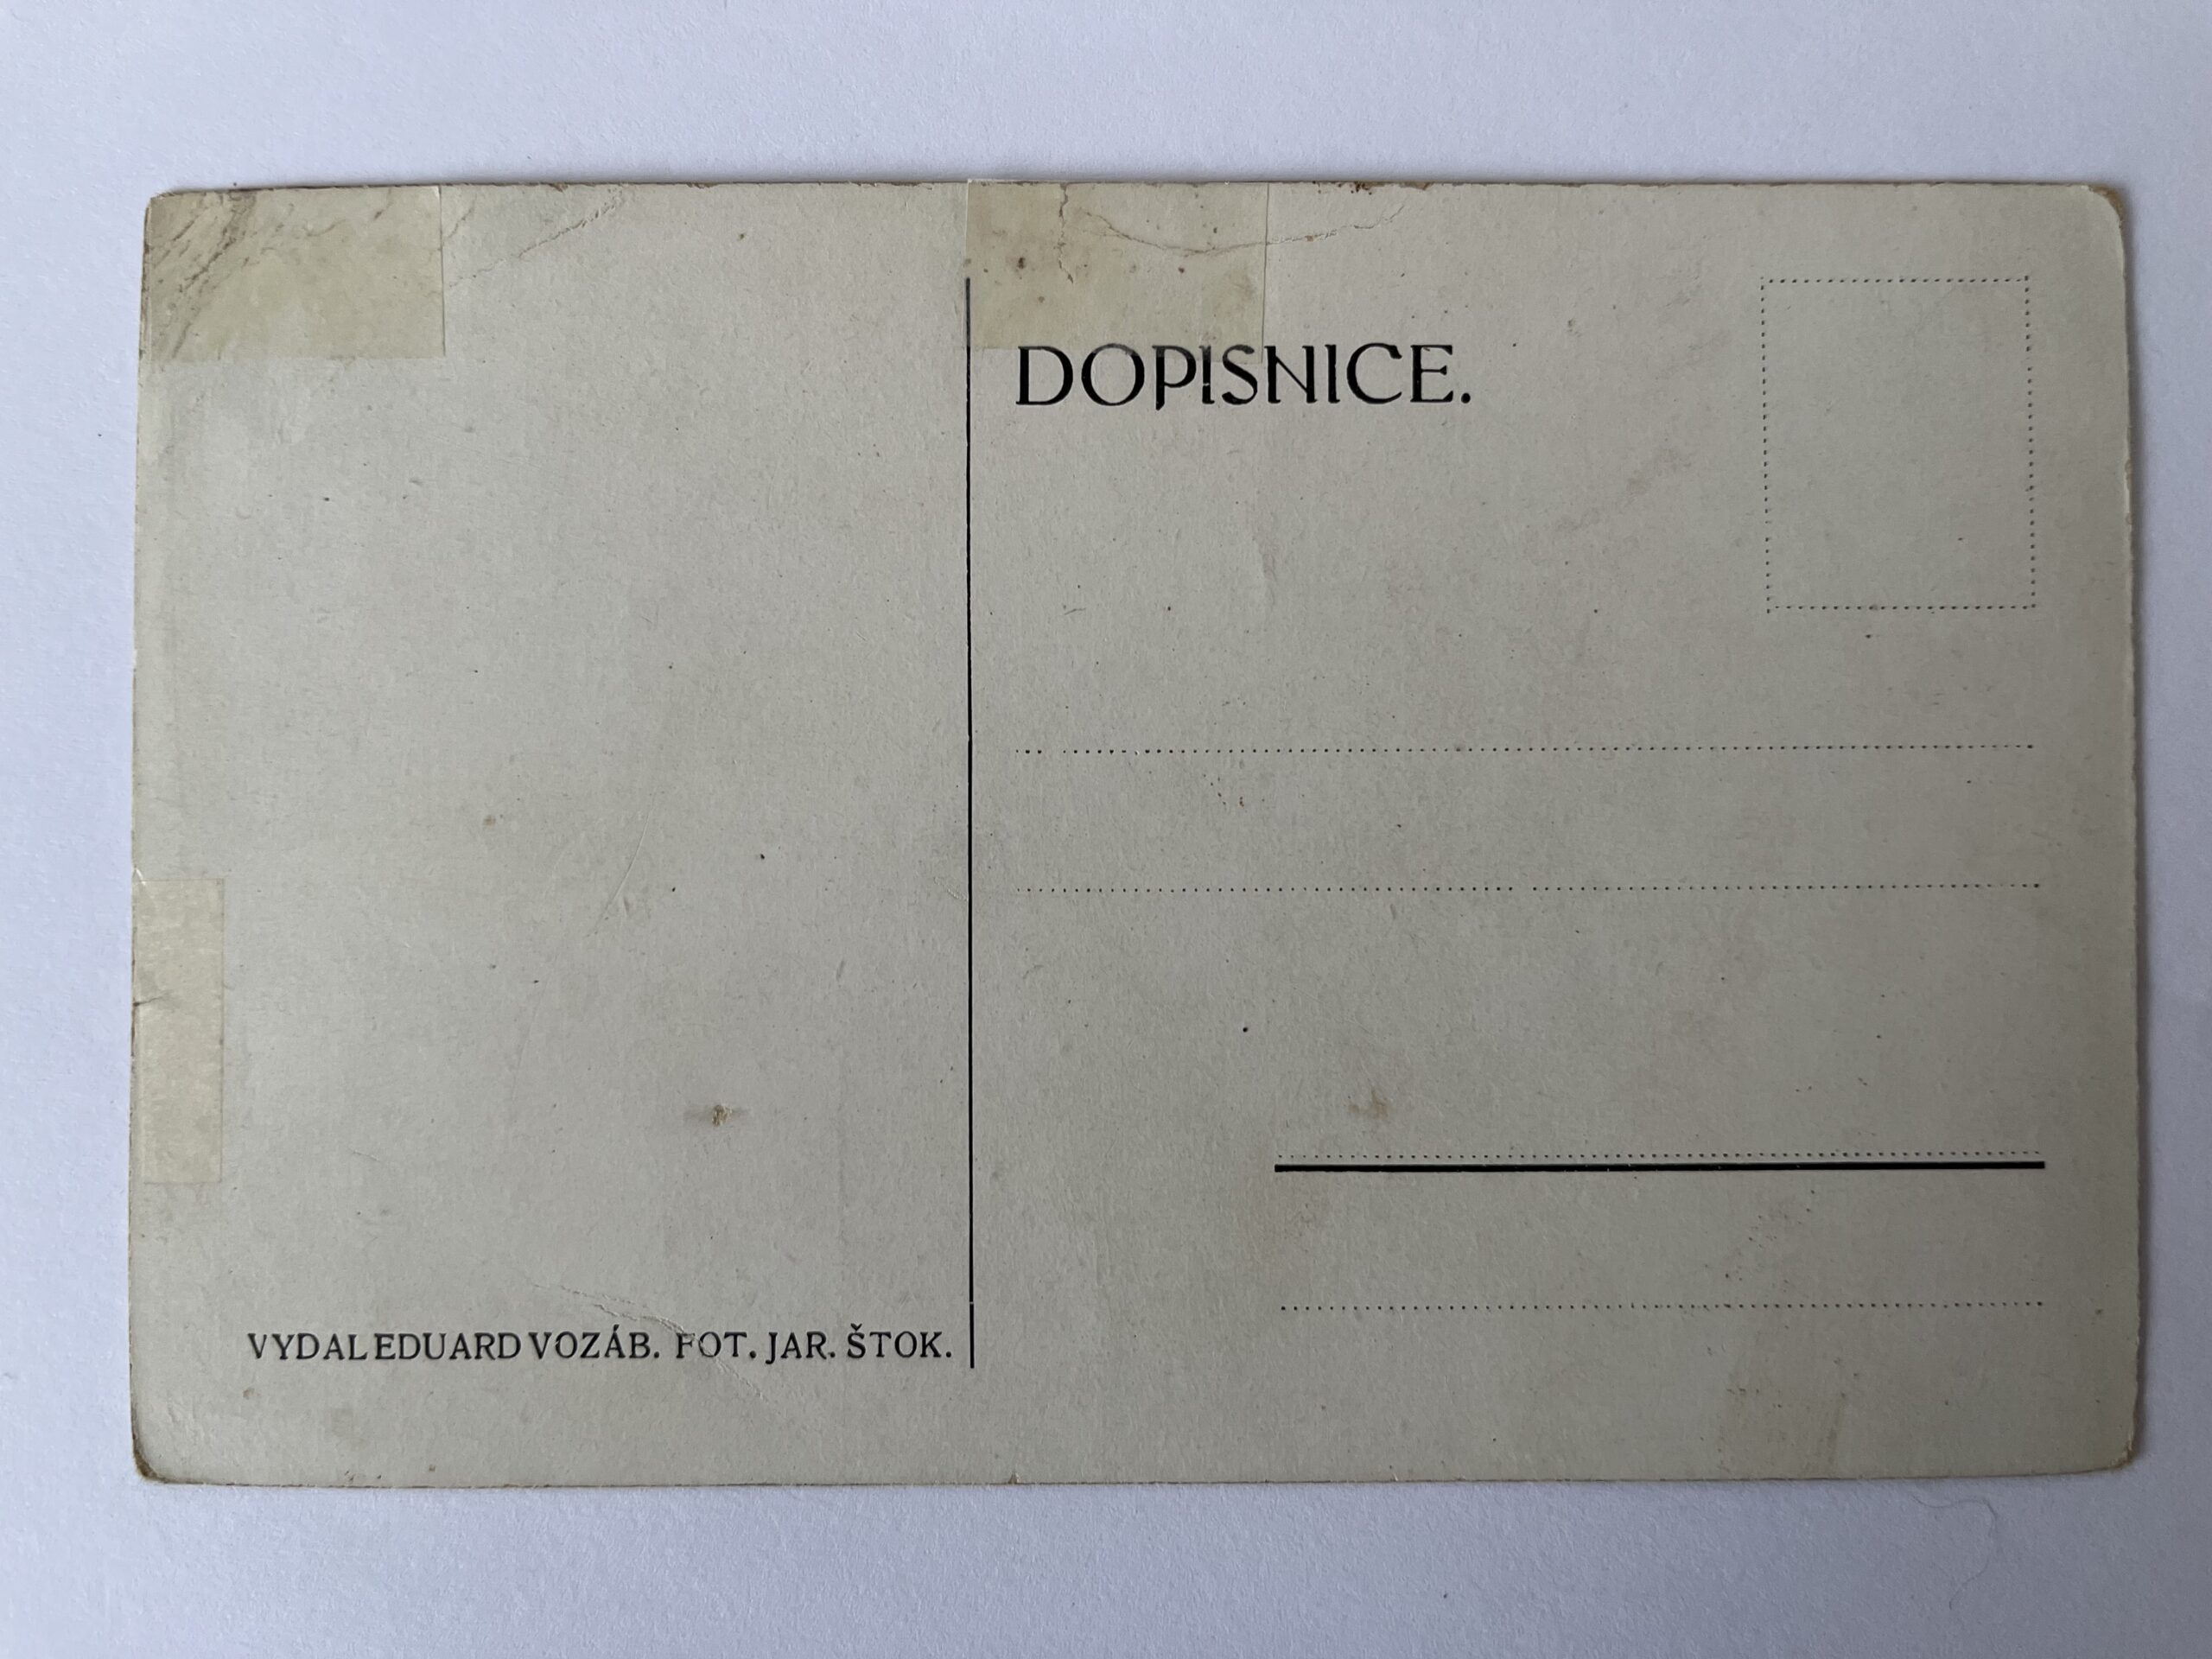 DOPISNICE.
VYDAL EDUARD VOZÁB. FOT. JAR. ŠTOK.